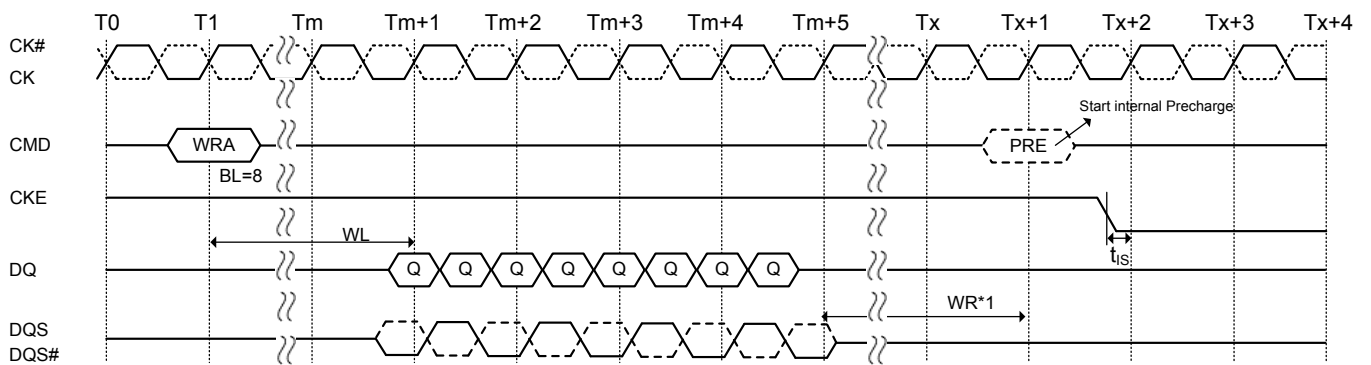 T0 T1 Tm Tm+1 Tm+2 Tm+3 Tm+4 Tm+5 Tx Tx+1 Tx+2 Tx+3 Tx+4
CK#
CK
Start internal Precharge
CMD WRA PRE
BL=8
CKE
WL
tIS
DQ Q Q Q Q Q Q Q Q
WR*1
DQS
DQS#